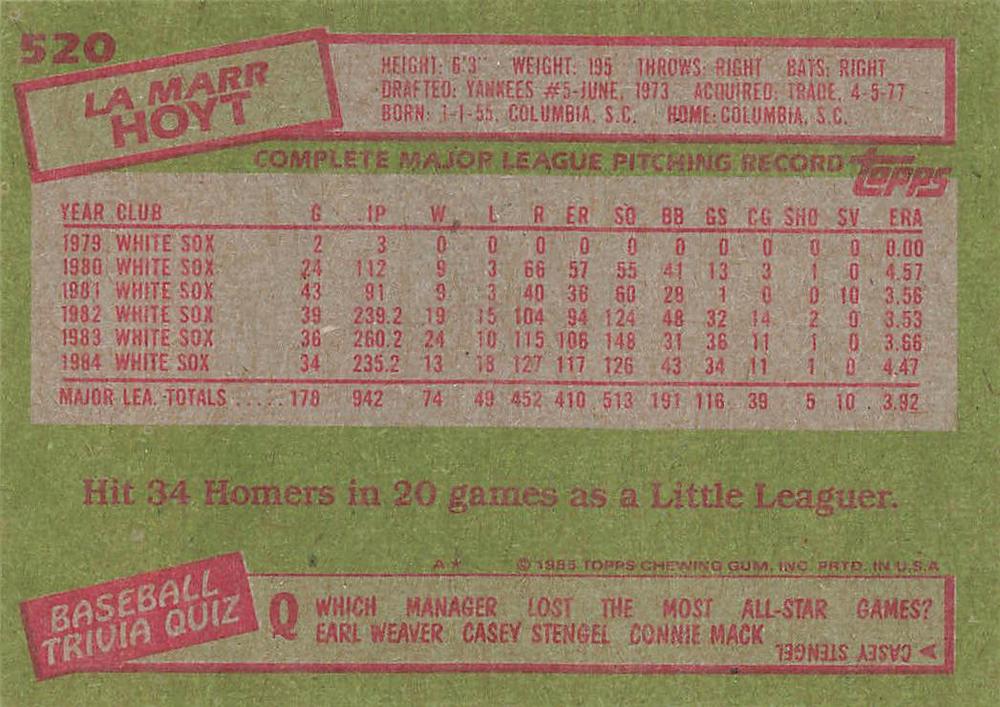 520
LA MARR
HOYT
HEIGHT: 6'3" WEIGHT: 195 THROWS: RIGHT BATS: RIGHT
DRAFTED: YANKEES #5-JUNE, 1973 ACQUIRED: TRADE, 4-5-77
BORN: 1-1-55, COLUMBIA, S.C. HOME: COLUMBIA, S.C.
COMPLETE MAJOR LEAGUE PITCHING RECORD topps
YEAR CLUB G IP W L R ER SO BB GS CG SHO SV ERA
1979 WHITE SOX 2 3 0 0 0 0 0 0 0 0 0 0 0.00
1980 WHITE SOX 24 112 9 3 66 57 55 41 13 3 1 0 4.57
1981 WHITE SOX 43 91 9 3 40 36 60 28 1 0 0 10 3.56
1982 WHITE SOX 39 239.2 19 15 104 94 124 48 32 14 2 0 3.53
1983 WHITE SOX 36 260.2 24 10 115 106 148 31 36 11 1 0 3.66
1984 WHITE SOX 34 235.2 13 18 127 117 126 43 34 11 1 0 4.47
MAJOR LEA. TOTALS ..... 178 942 74 49 452 410 513 191 116 39 5 10 3.92
Hit 34 Homers in 20 games as a Little Leaguer.
A* © 1985 TOPPS CHEWING GUM, INC. PRTD. IN U.S.A
BASEBALL
TRIVIA QUIZ
Q WHICH MANAGER LOST THE MOST ALL-STAR GAMES?
EARL WEAVER CASEY STENGEL CONNIE MACK
A CASEY STENGEL